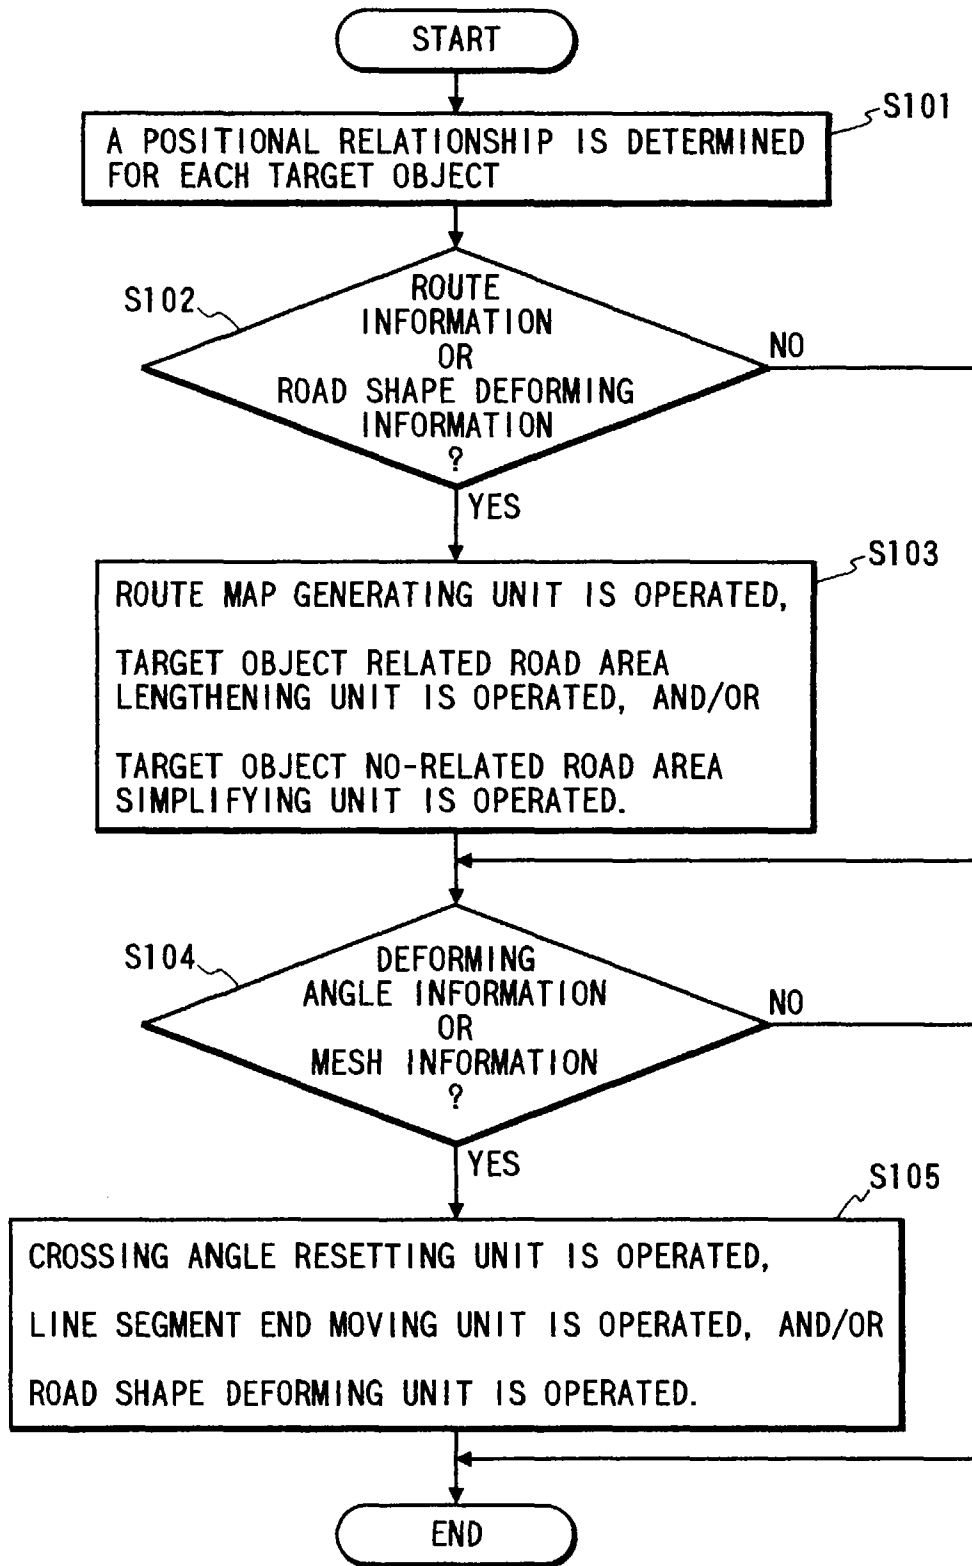 START
S101
A POSITIONAL RELATIONSHIP IS DETERMINED
FOR EACH TARGET OBJECT
S102
ROUTE
INFORMATION
OR
ROAD SHAPE DEFORMING
INFORMATION
?
NO
YES
S103
ROUTE MAP GENERATING UNIT IS OPERATED,
TARGET OBJECT RELATED ROAD AREA
LENGTHENING UNIT IS OPERATED, AND/OR
TARGET OBJECT NO-RELATED ROAD AREA
SIMPLIFYING UNIT IS OPERATED.
S104
DEFORMING
ANGLE INFORMATION
OR
MESH INFORMATION
?
NO
YES
S105
CROSSING ANGLE RESETTING UNIT IS OPERATED,
LINE SEGMENT END MOVING UNIT IS OPERATED, AND/OR
ROAD SHAPE DEFORMING UNIT IS OPERATED.
END